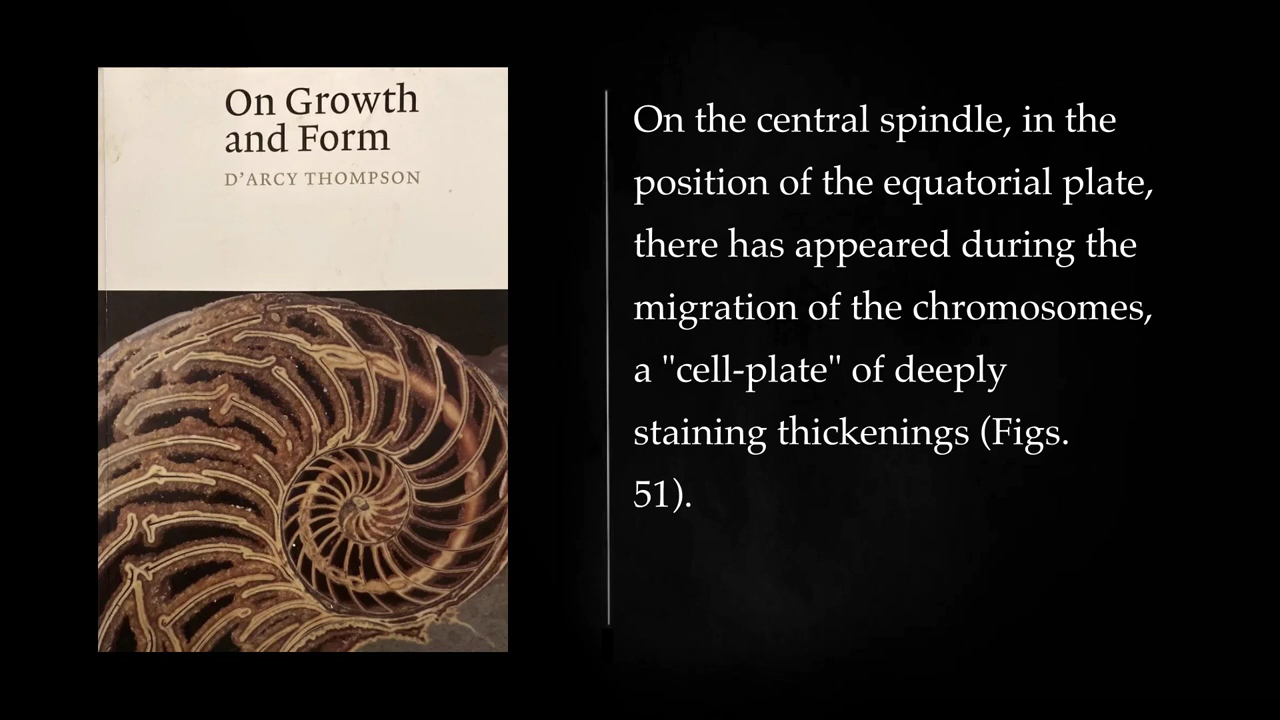 On Growth
and Form
D'ARCY THOMPSON
On the central spindle, in the
position of the equatorial plate,
there has appeared during the
migration of the chromosomes,
a "cell-plate" of deeply
staining thickenings (Figs.
51).